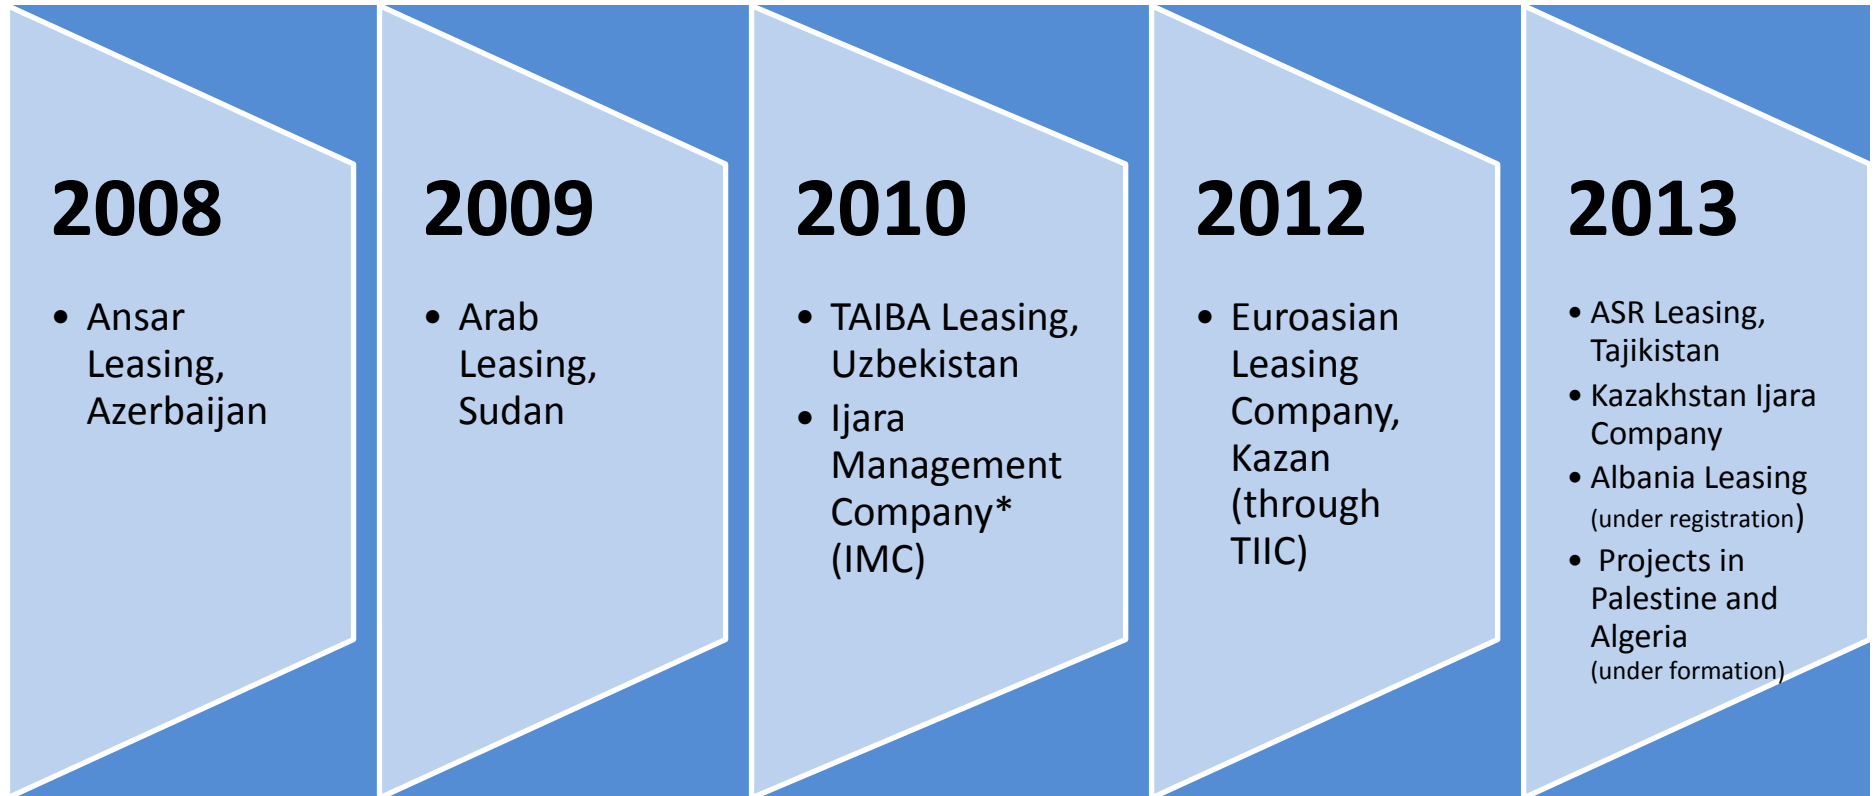 2008
• Ansar
Leasing,
Azerbaijan
2009
• Arab
Leasing,
Sudan
2010
• TAIBA Leasing,
Uzbekistan
• Ijara
Management
Company*
(IMC)
2012
• Euroasian
Leasing
Company,
Kazan
(through
TIIC)
2013
• ASR Leasing,
Tajikistan
• Kazakhstan Ijara
Company
• Albania Leasing
(under registration)
• Projects in
Palestine and
Algeria
(under formation)